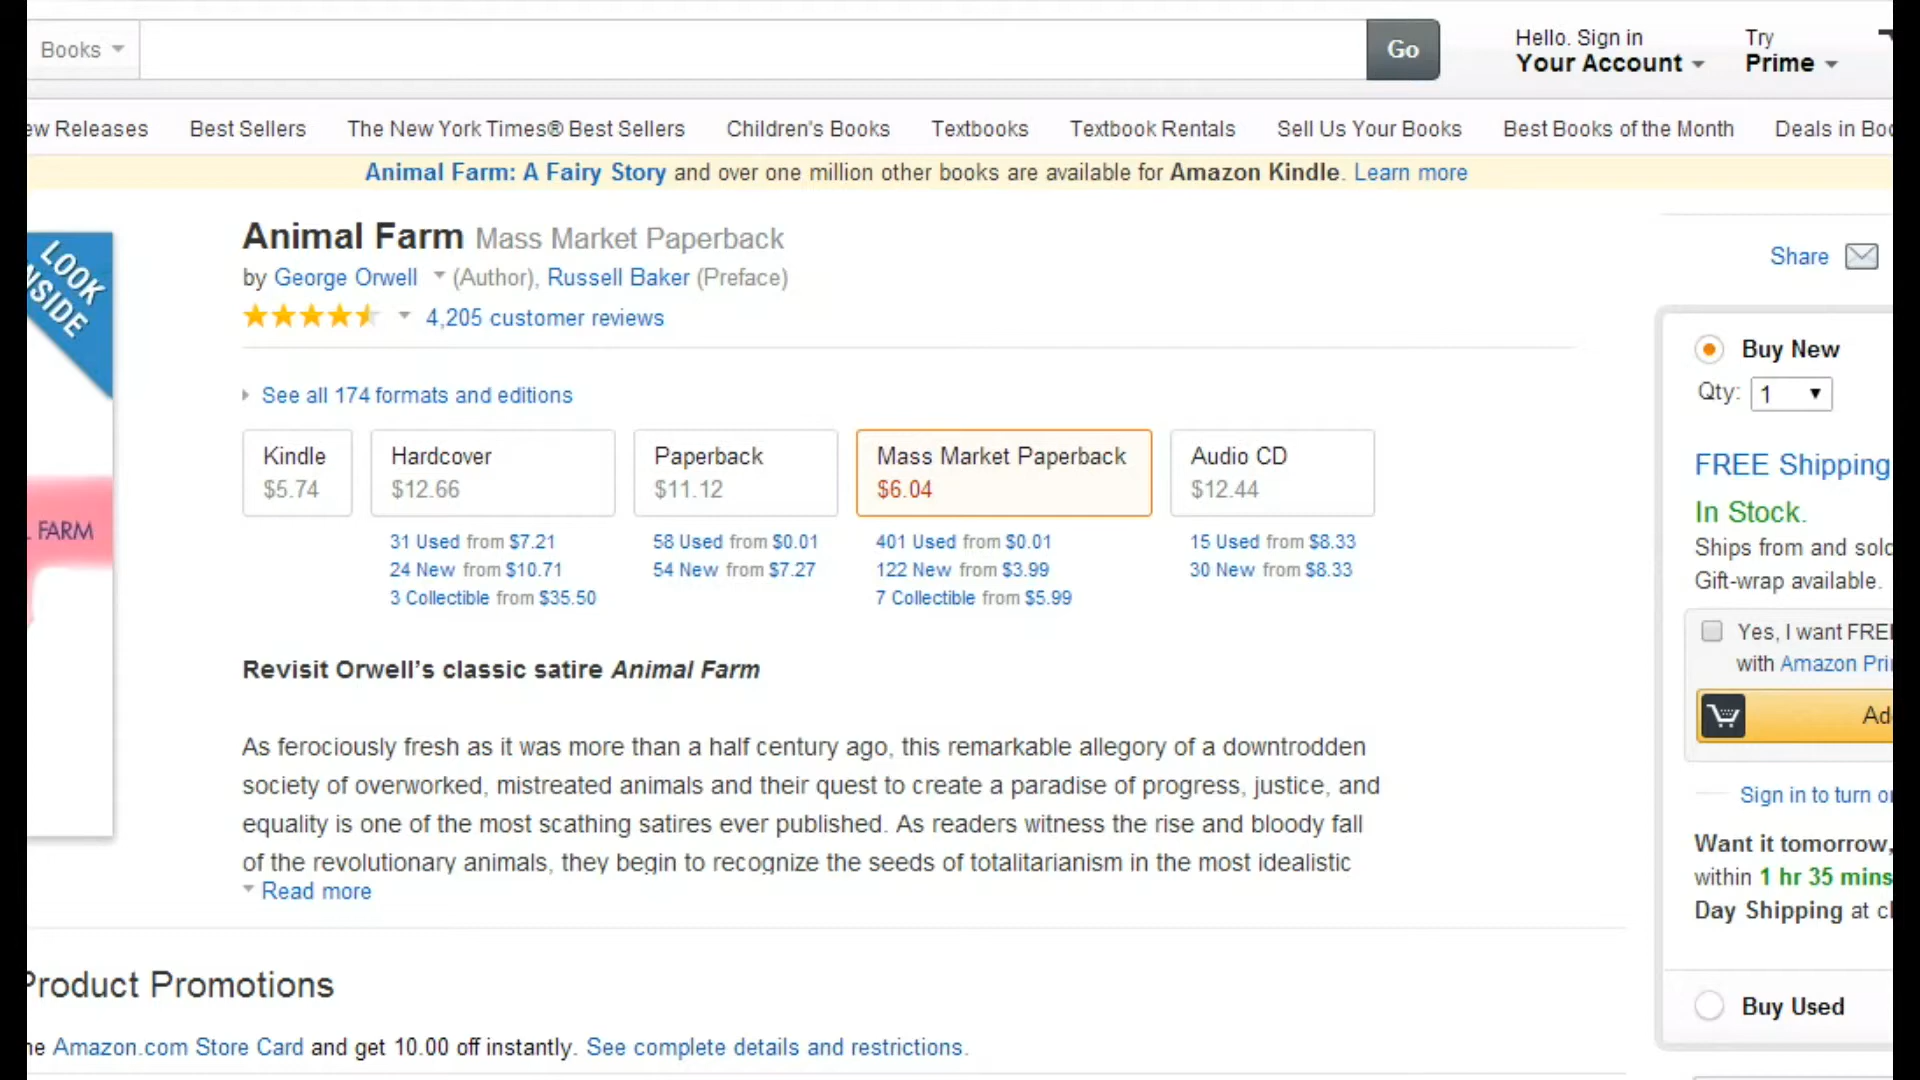 Books
Go
Hello. Sign in
Your Account
Try
Prime
Releases
Best Sellers
The New York Times® Best Sellers
Children's Books
Textbooks
Textbook Rentals
Sell Us Your Books
Best Books of the Month
Deals in
Animal Farm: A Fairy Story and over one million other books are available for Amazon Kindle. Learn more
LOOK
INSIDE
FARM
Animal Farm Mass Market Paperback
by George Orwell (Author), Russell Baker (Preface)
4,205 customer reviews
See all 174 formats and editions
Kindle
$5.74
Hardcover
$12.66
31 Used from $7.21
24 New from $10.71
3 Collectible from $35.50
Paperback
$11.12
58 Used from $0.01
54 New from $7.27
Mass Market Paperback
$6.04
401 Used from $0.01
122 New from $3.99
7 Collectible from $5.99
Audio CD
$12.44
15 Used from $8.33
30 New from $8.33
Revisit Orwell’s classic satire Animal Farm
As ferociously fresh as it was more than a half century ago, this remarkable allegory of a downtrodden
society of overworked, mistreated animals and their quest to create a paradise of progress, justice, and
equality is one of the most scathing satires ever published. As readers witness the rise and bloody fall
of the revolutionary animals, they begin to recognize the seeds of totalitarianism in the most idealistic
Read more
Product Promotions
Amazon.com Store Card and get 10.00 off instantly. See complete details and restrictions.
Share
Buy New
Qty: 1
FREE Shipping
In Stock.
Ships from and
Gift-wrap available.
Yes, I want
with Amazon
Sign in to turn
Want it tomorrow,
within 1 hr 35 mins
Day Shipping at
Buy Used